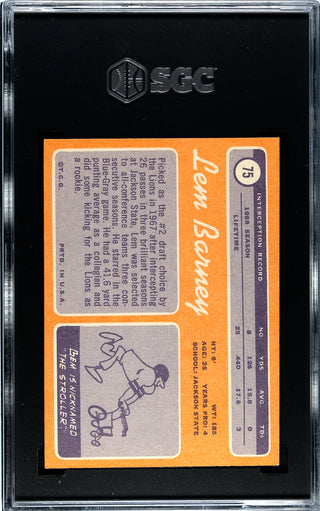 SGC
75
INTERCEPTION RECORD
NO. YDS. AVG. TDs
1969 SEASON 8 126 15.8 0
LIFETIME 25 440 17.6 3
Lem Barney
HT: 6' WT: 185
AGE: 25 YEARS PRO: 4
SCHOOL: JACKSON STATE
Picked as the #2 draft choice by
the Lions in 1967 after intercepting
26 passes in three brilliant seasons
at Jackson State, Lem was selected
to all-conference teams three con-
secutive seasons. He starred in the
Blue-Gray game. He had a 41.6 yard
punting average as a collegian and
did some kicking for the Lions as
a rookie.
©T.C.G. PRTD. IN U.S.A.
LEM IS NICKNAMED
"THE STROLLER."